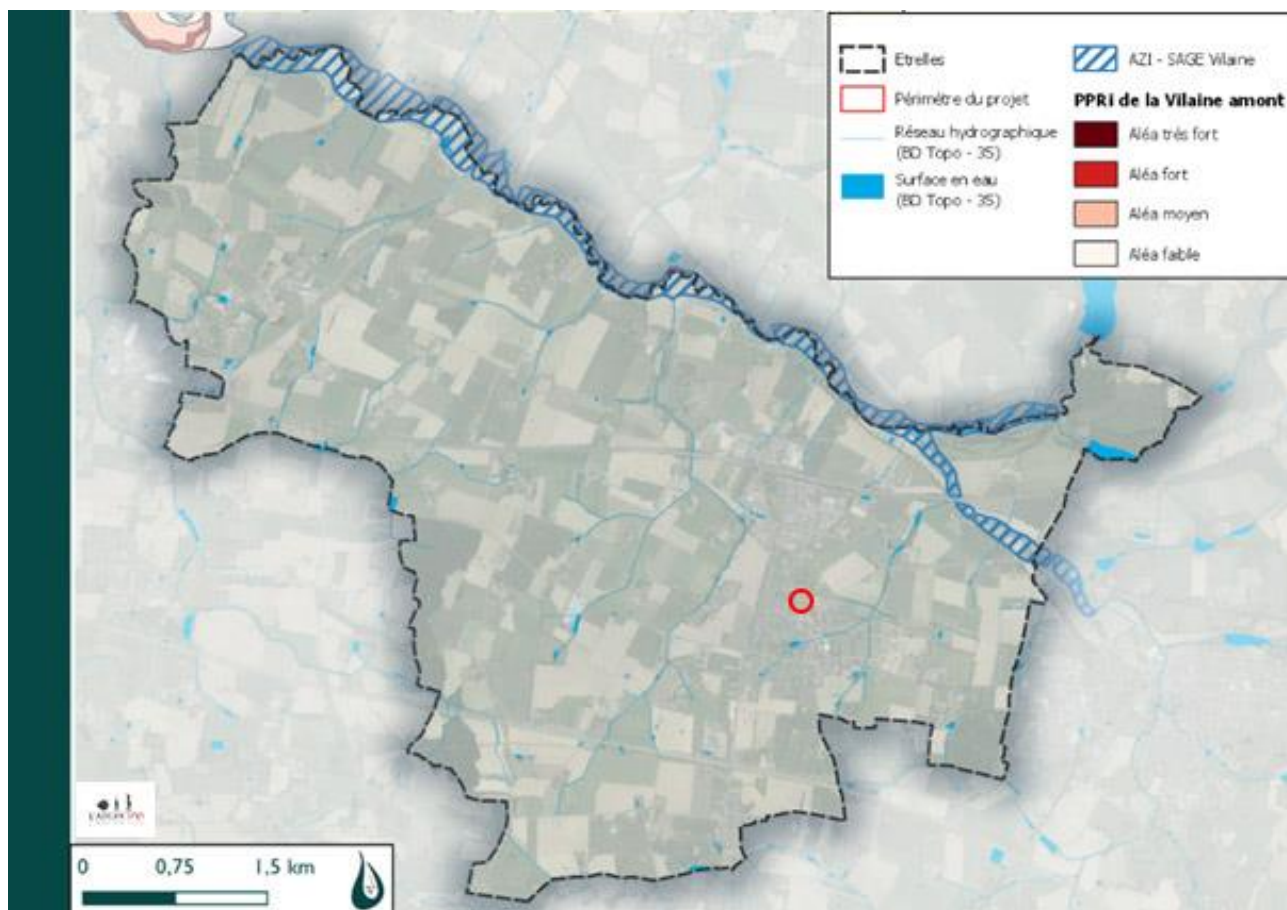 Etrelles
Périmètre du projet
Réseau hydrographique
(BD Topo - 35)
Surface en eau
(BD Topo - 35)
AZI - SAGE Vilaine
PPRi de la Vilaine amont
Aléa très fort
Aléa fort
Aléa moyen
Aléa faible
0 0,75 1,5 km